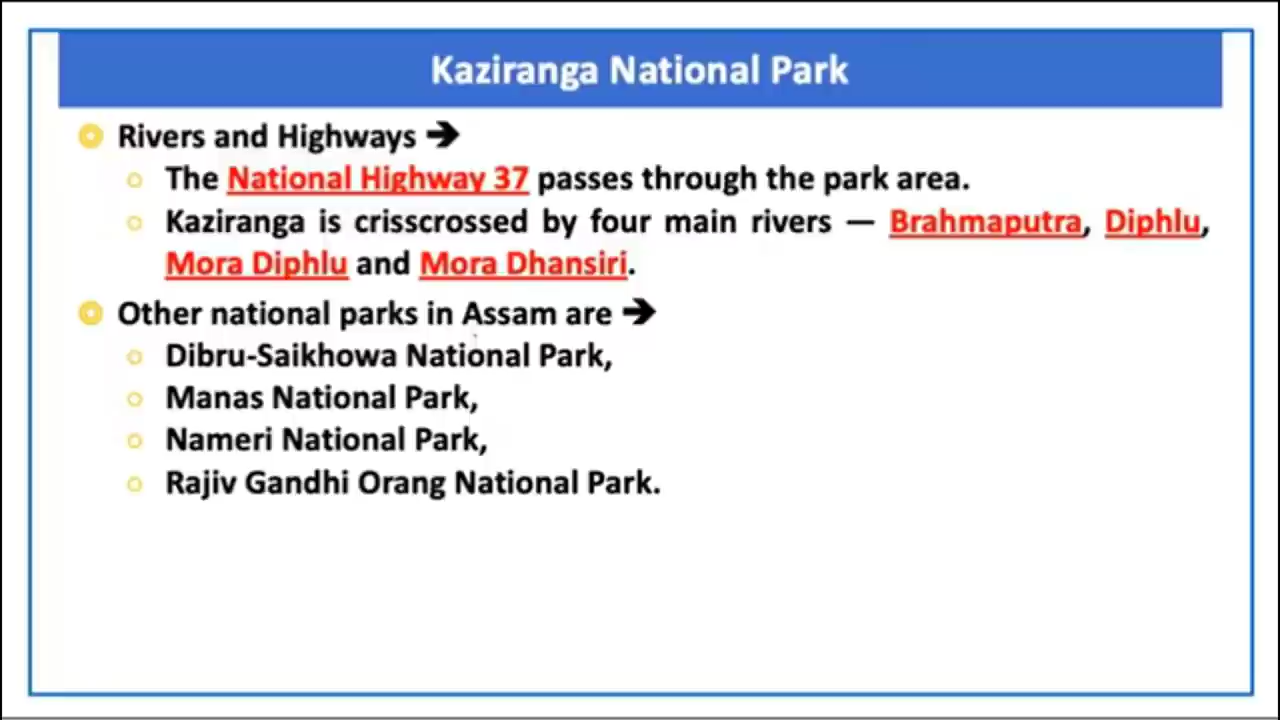 Kaziranga National Park
Rivers and Highways →
The National Highway 37 passes through the park area.
Kaziranga is crisscrossed by four main rivers — Brahmaputra, Diphlu,
Mora Diphlu and Mora Dhansiri.
Other national parks in Assam are →
Dibru-Saikhowa National Park,
Manas National Park,
Nameri National Park,
Rajiv Gandhi Orang National Park.